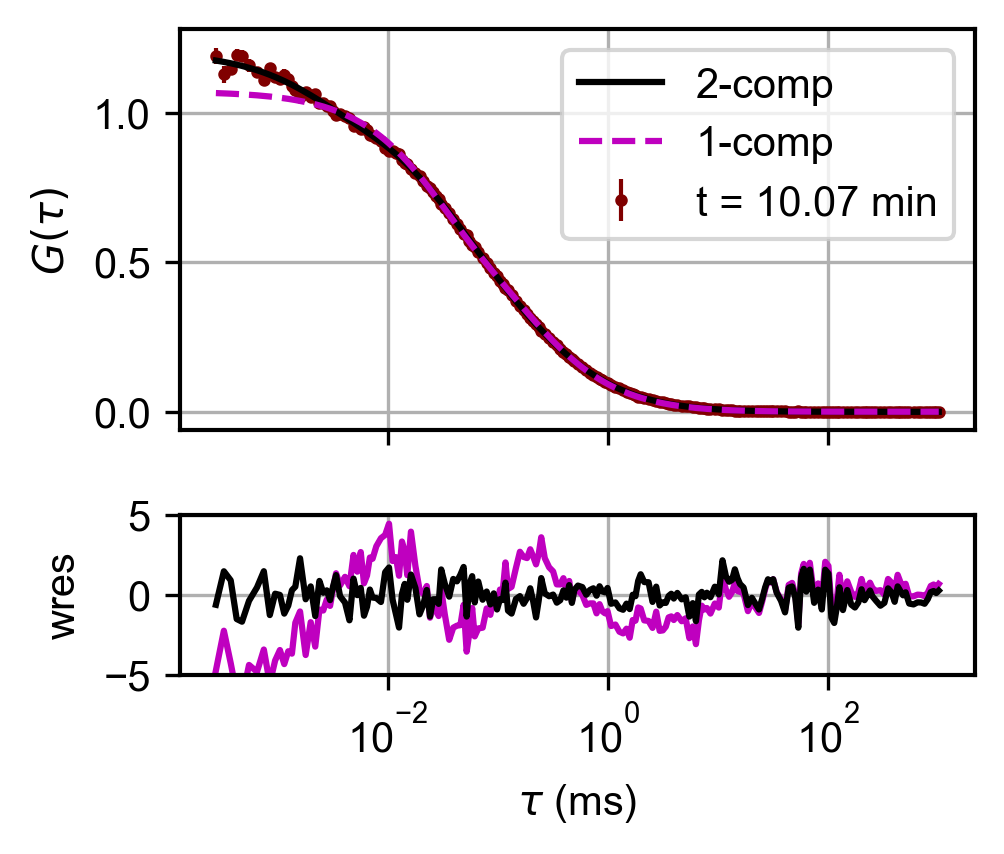 2-comp
1-comp
t = 10.07 min
1.0
0.5
0.0
G(τ)
5
0
−5
wres
10⁻² 10⁰ 10²
τ (ms)